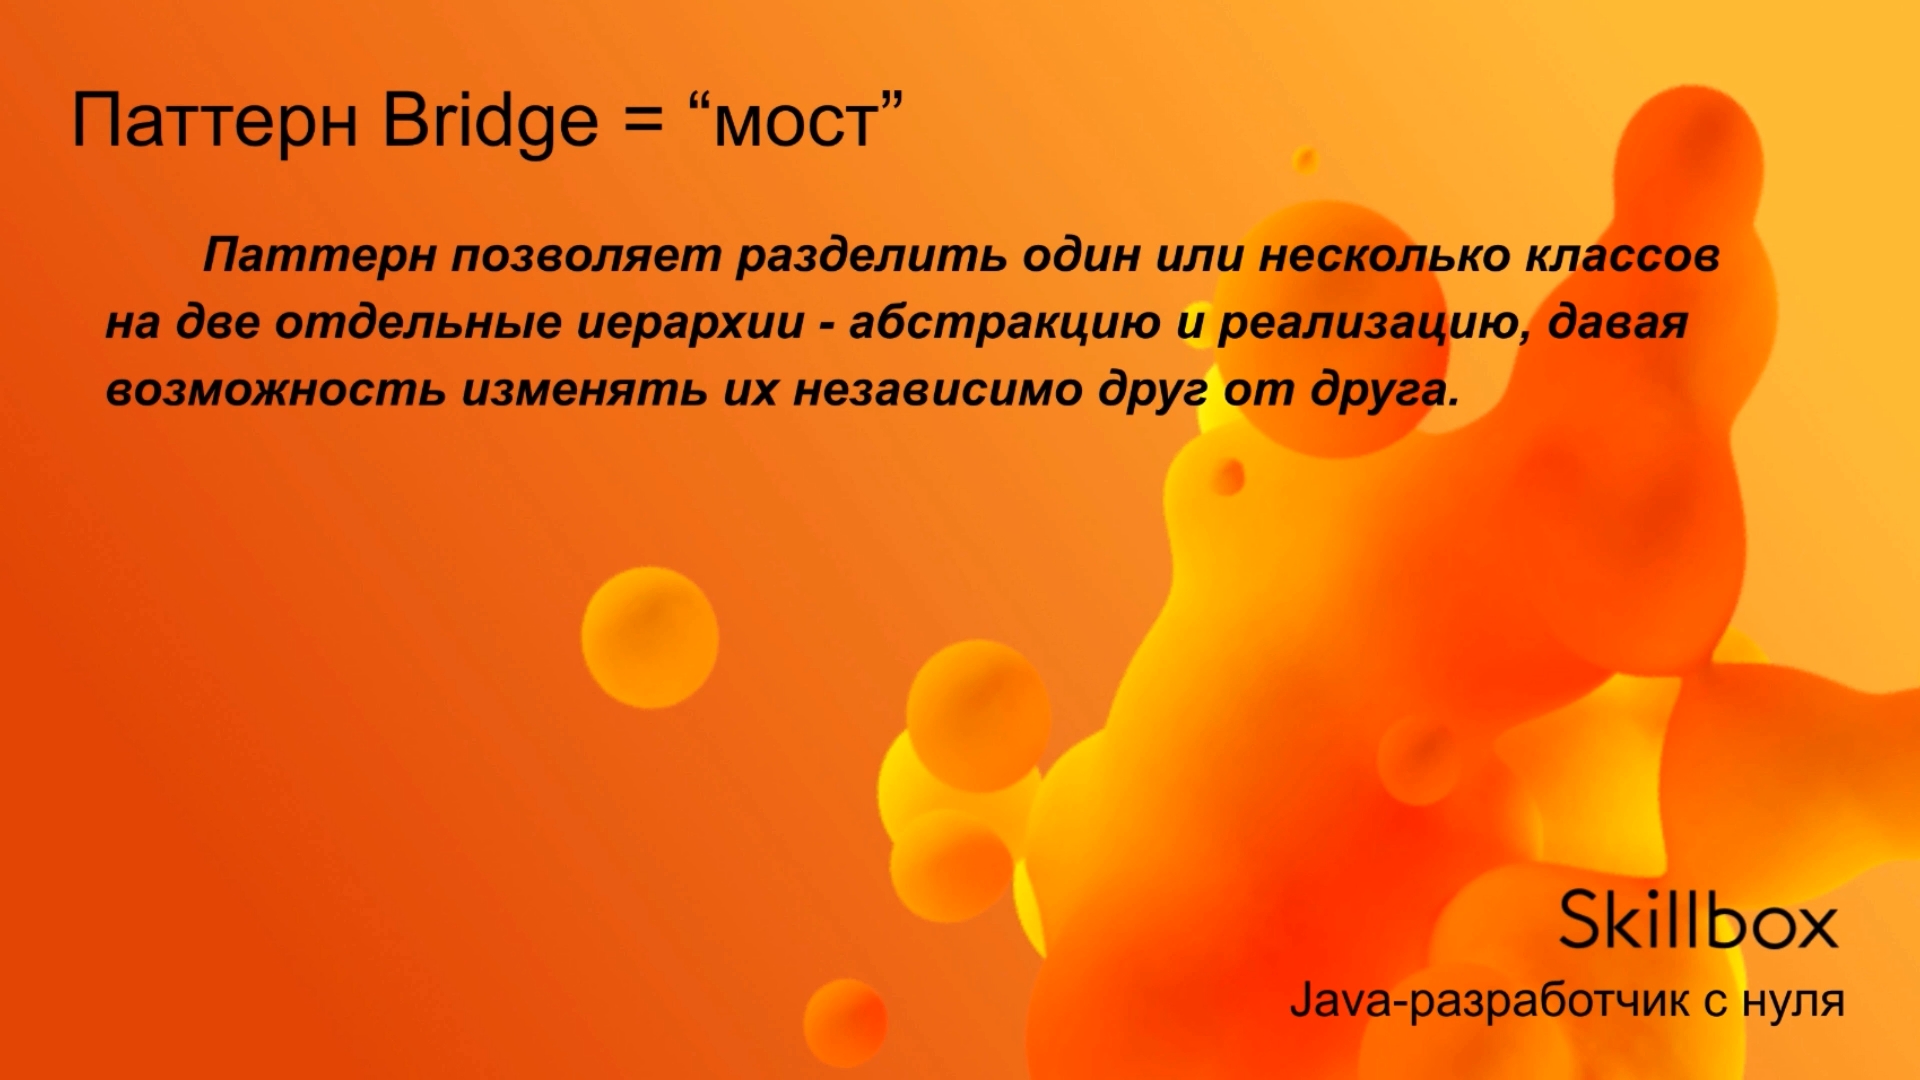 Паттерн Bridge = “мост”
Паттерн позволяет разделить один или несколько классов
на две отдельные иерархии - абстракцию и реализацию, давая
возможность изменять их независимо друг от друга.
Skillbox
Java-разработчик с нуля